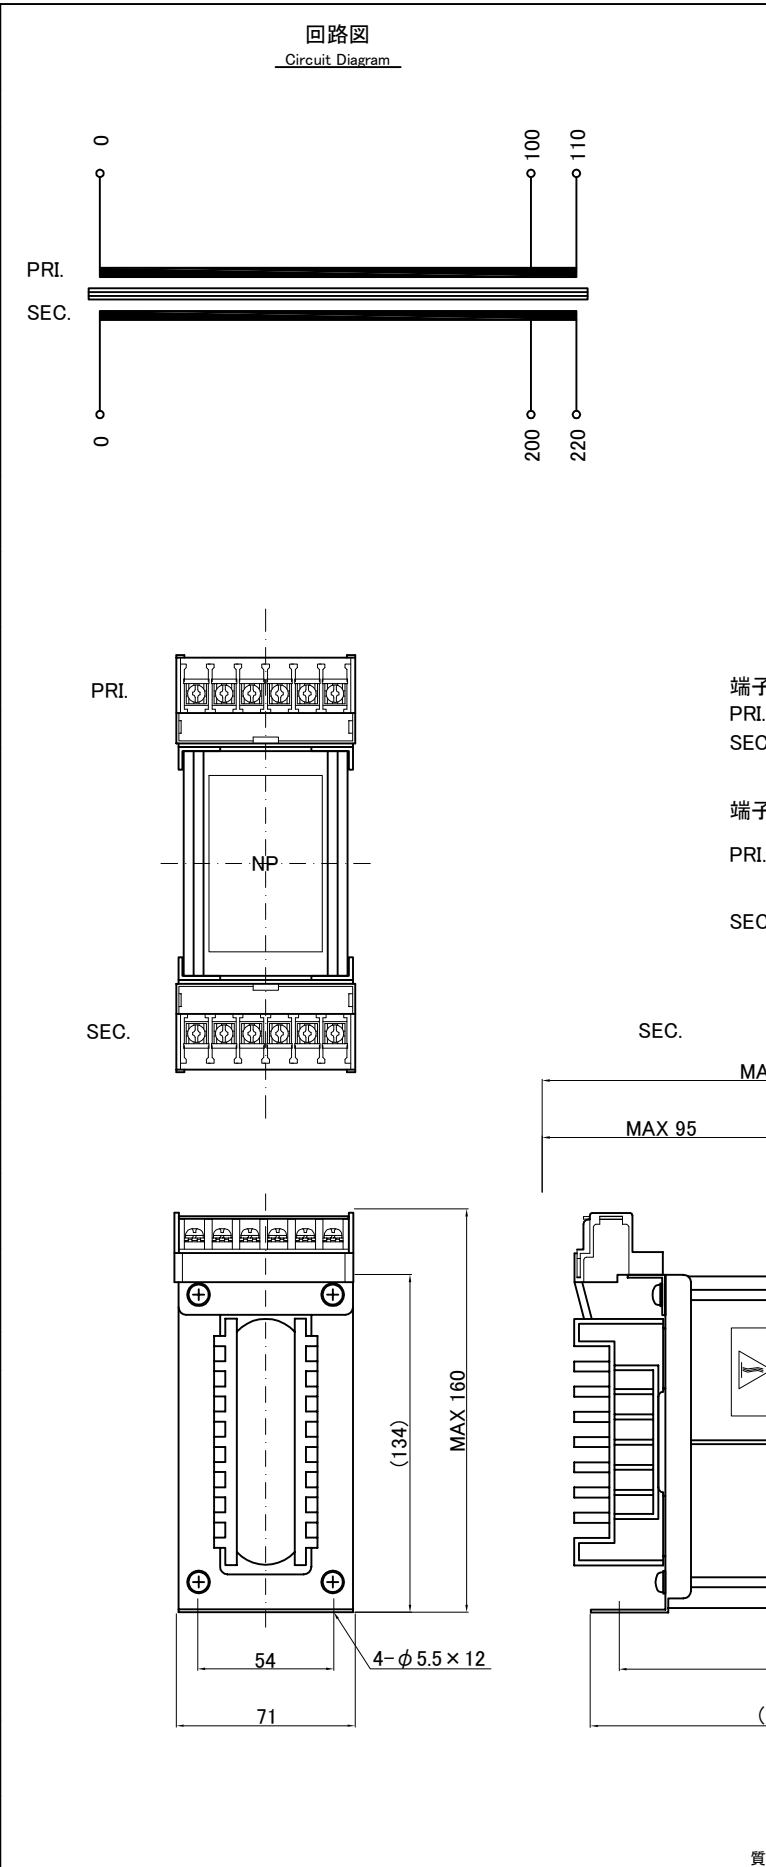 回路図
Circuit Diagram
0
100
110
PRI.
SEC.
0
200
220
PRI.
端子
PRI.
SEC
端子
NP
PRI.
SEC
SEC.
SEC.
MA
MAX 95
(134)
MAX 160
54
4-φ5.5×12
71
(
質